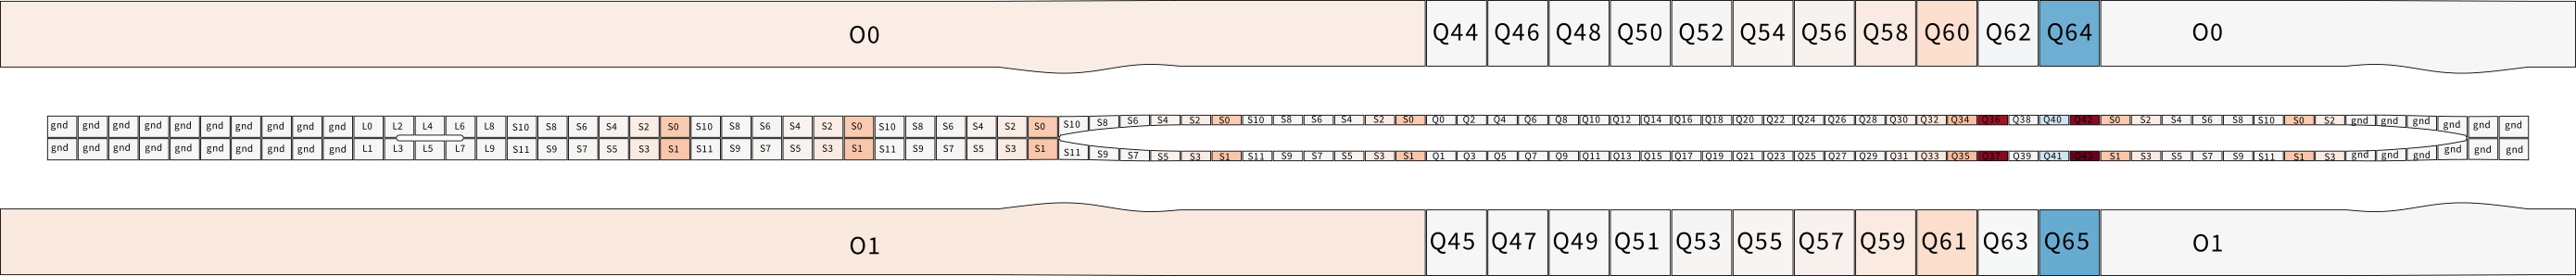 O0 Q44 Q46 Q48 Q50 Q52 Q54 Q56 Q58 Q60 Q62 Q64 O0
gnd gnd gnd gnd gnd gnd gnd gnd gnd gnd L0 L2 L4 L6 L8 S10 S8 S6 S4 S2 S0 S10 S8 S6 S4 S2 S0 S10 S8 S6 S4 S2 S0 S10 S8 S6 S4 S2 S0 S10 S8 S6 S4 S2 S0 Q0 Q2 Q4 Q6 Q8 Q10 Q12 Q14 Q16 Q18 Q20 Q22 Q24 Q26 Q28 Q30 Q32 Q34 Q36 Q38 Q40 Q42 S0 S2 S4 S6 S8 S10 S0 S2 gnd gnd gnd gnd gnd gnd
gnd gnd gnd gnd gnd gnd gnd gnd gnd gnd L1 L3 L5 L7 L9 S11 S9 S7 S5 S3 S1 S11 S9 S7 S5 S3 S1 S11 S9 S7 S5 S3 S1 S11 S9 S7 S5 S3 S1 S11 S9 S7 S5 S3 S1 Q1 Q3 Q5 Q7 Q9 Q11 Q13 Q15 Q17 Q19 Q21 Q23 Q25 Q27 Q29 Q31 Q33 Q35 Q37 Q39 Q41 Q43 S1 S3 S5 S7 S9 S11 S1 S3 gnd gnd gnd gnd gnd gnd
O1 Q45 Q47 Q49 Q51 Q53 Q55 Q57 Q59 Q61 Q63 Q65 O1